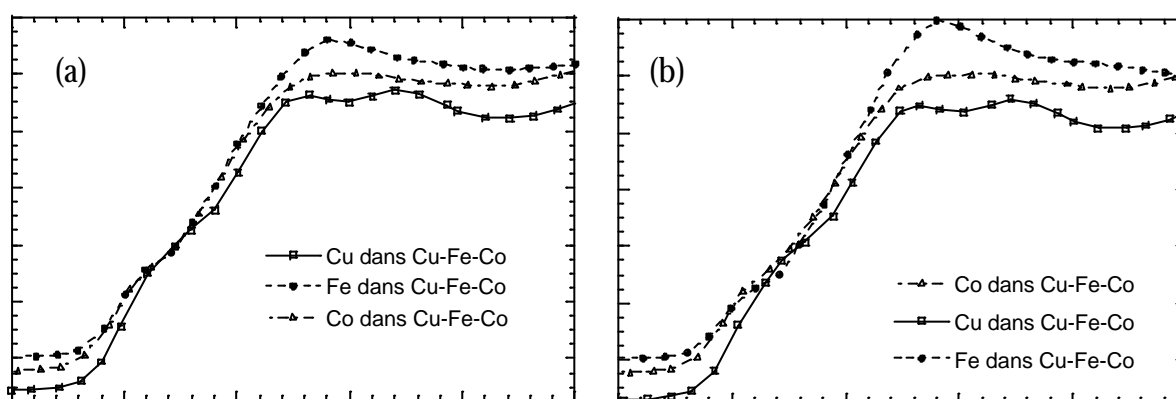 (a)
Cu dans Cu-Fe-Co
Fe dans Cu-Fe-Co
Co dans Cu-Fe-Co
(b)
Co dans Cu-Fe-Co
Cu dans Cu-Fe-Co
Fe dans Cu-Fe-Co